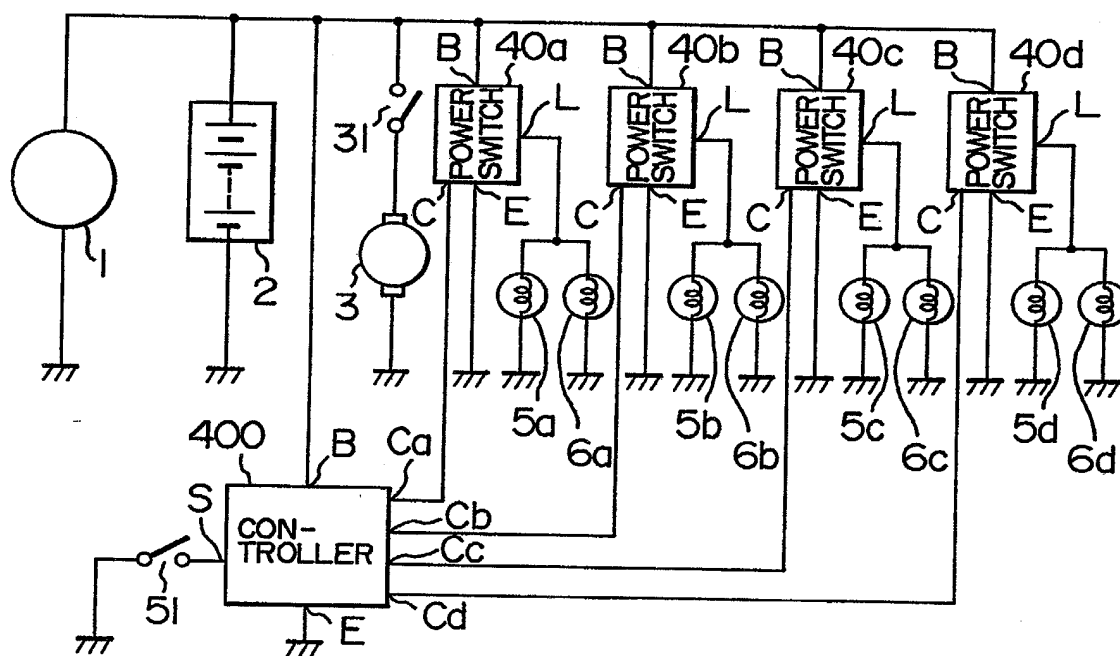 40a
40b
40c
40d
B
B
B
B
L
L
L
L
31
POWER SWITCH
POWER SWITCH
POWER SWITCH
POWER SWITCH
C
E
C
E
C
E
C
E
1
2
3
5a
6a
5b
6b
5c
6c
5d
6d
400
B
Ca
S
CON-
TROLLER
Cb
Cc
51
E
Cd